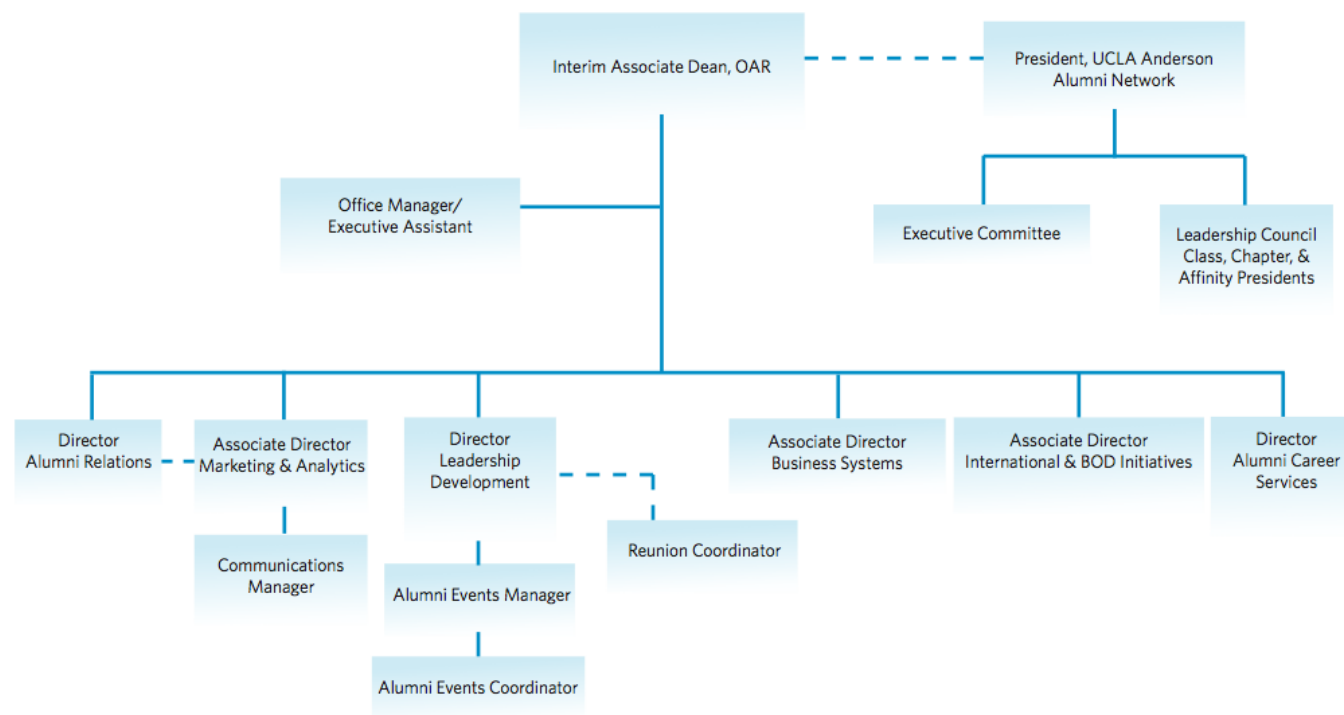 Interim Associate Dean, OAR
President, UCLA Anderson
Alumni Network
Office Manager/
Executive Assistant
Executive Committee
Leadership Council
Class, Chapter, &
Affinity Presidents
Director
Alumni Relations
Associate Director
Marketing & Analytics
Director
Leadership
Development
Associate Director
Business Systems
Associate Director
International & BOD Initiatives
Director
Alumni Career
Services
Communications
Manager
Reunion Coordinator
Alumni Events Manager
Alumni Events Coordinator